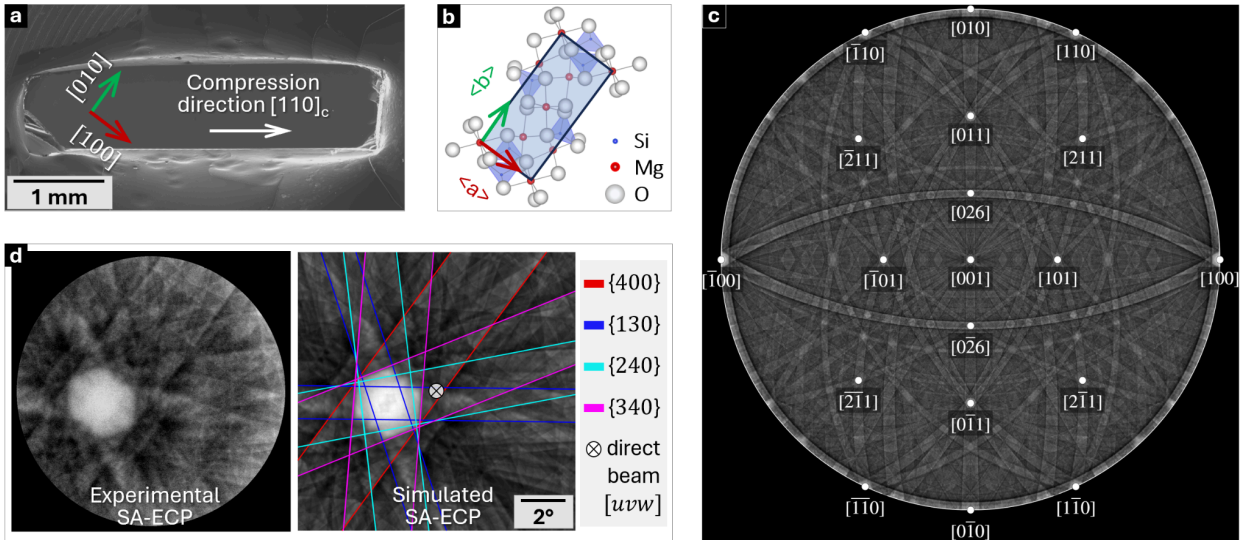 a
[010]
[100]
Compression
direction [110]c
1 mm
b
<b>
<a>
Si
Mg
O
c
[010]
[1̅10]
[110]
[011]
[2̅11]
[211]
[026]
[1̅00]
[1̅01]
[001]
[101]
[100]
[02̅6]
[2̅1̅1]
[21̅1]
[01̅1]
[1̅1̅0]
[11̅0]
[01̅0]
d
Experimental
SA-ECP
Simulated
SA-ECP
2°
{400}
{130}
{240}
{340}
⊗ direct
beam
[uvw]